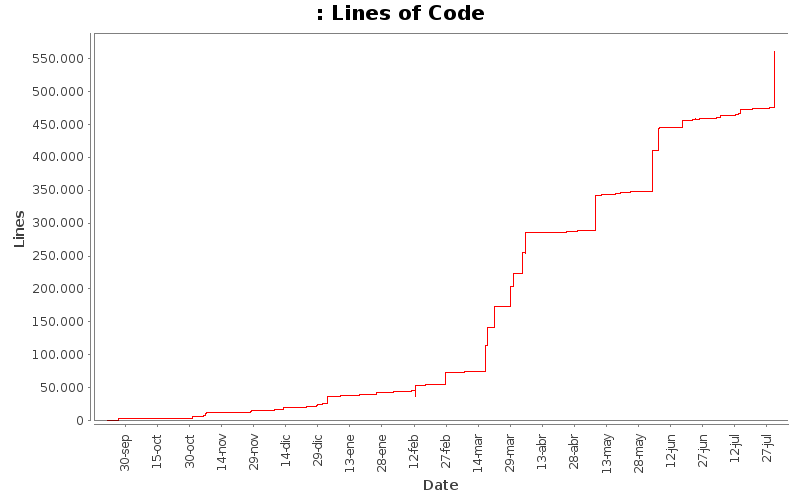 : Lines of Code
Lines
550.000
500.000
450.000
400.000
350.000
300.000
250.000
200.000
150.000
100.000
50.000
0
30-sep
15-oct
30-oct
14-nov
29-nov
14-dic
29-dic
13-ene
28-ene
12-feb
27-feb
14-mar
29-mar
13-abr
28-abr
13-may
28-may
12-jun
27-jun
12-jul
27-jul
Date